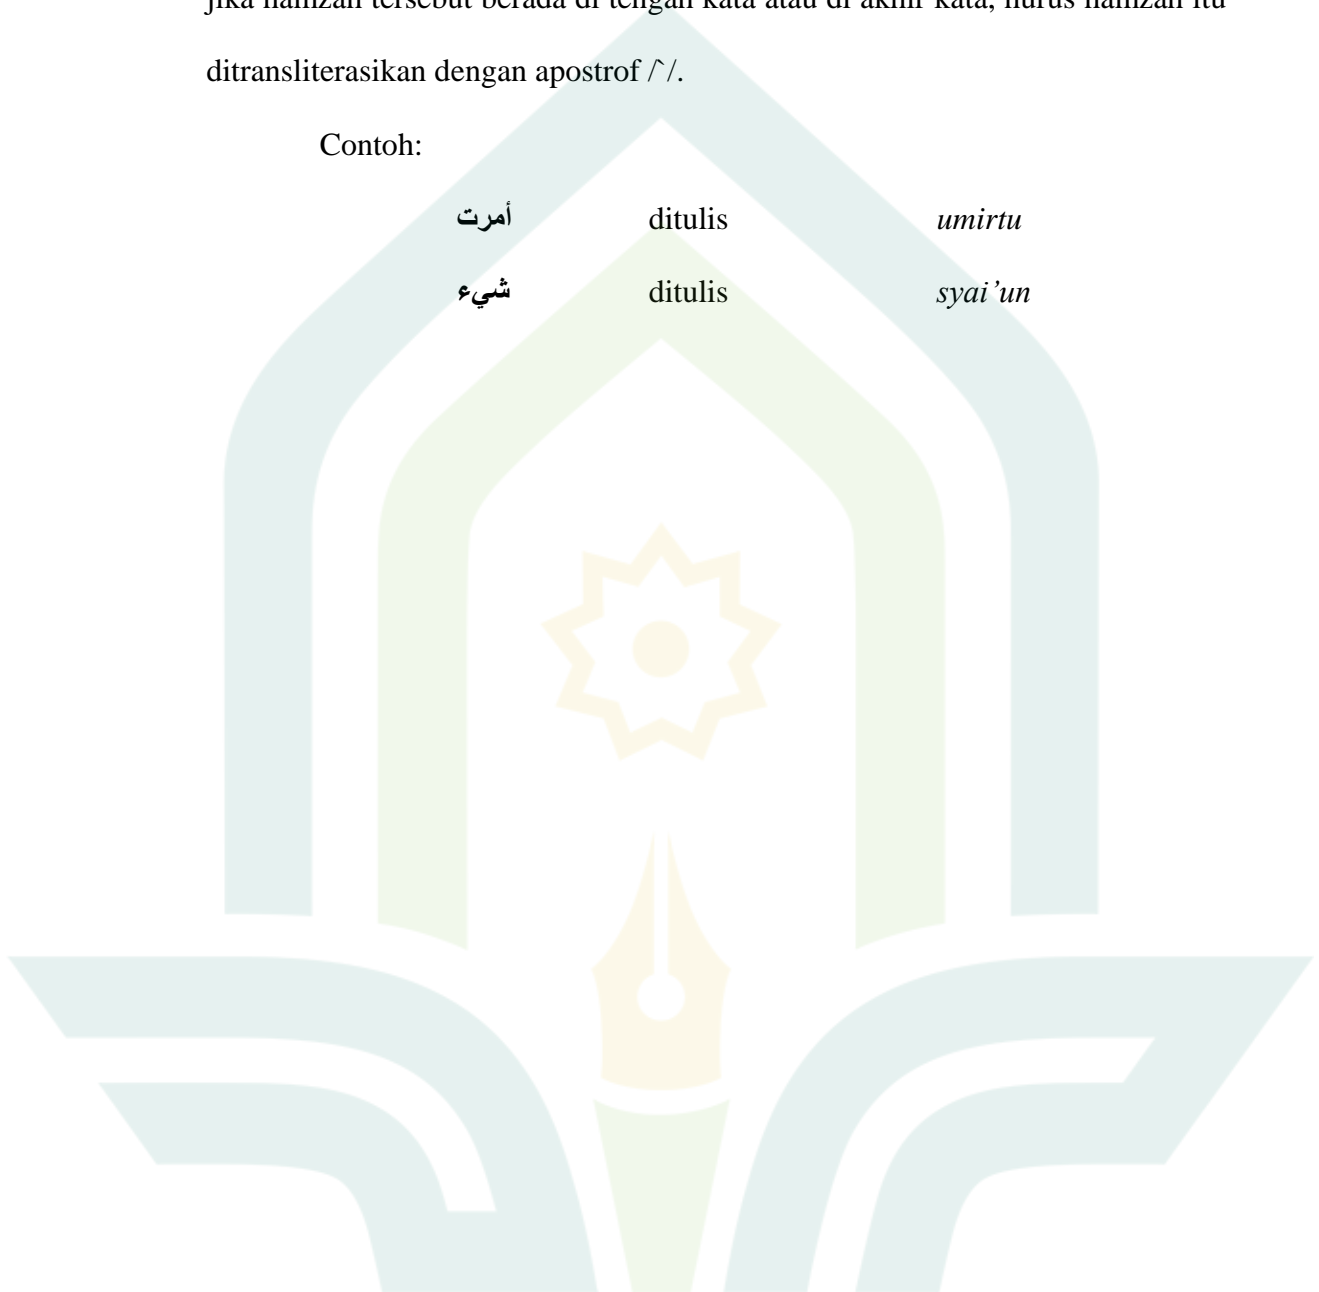 jika hamzah tersebut berada di tengah kata atau di akhir kata, hurus hamzah itu
ditransliterasikan dengan apostrof /`/.
Contoh:
أمرت ditulis umirtu
شيء ditulis syai’un